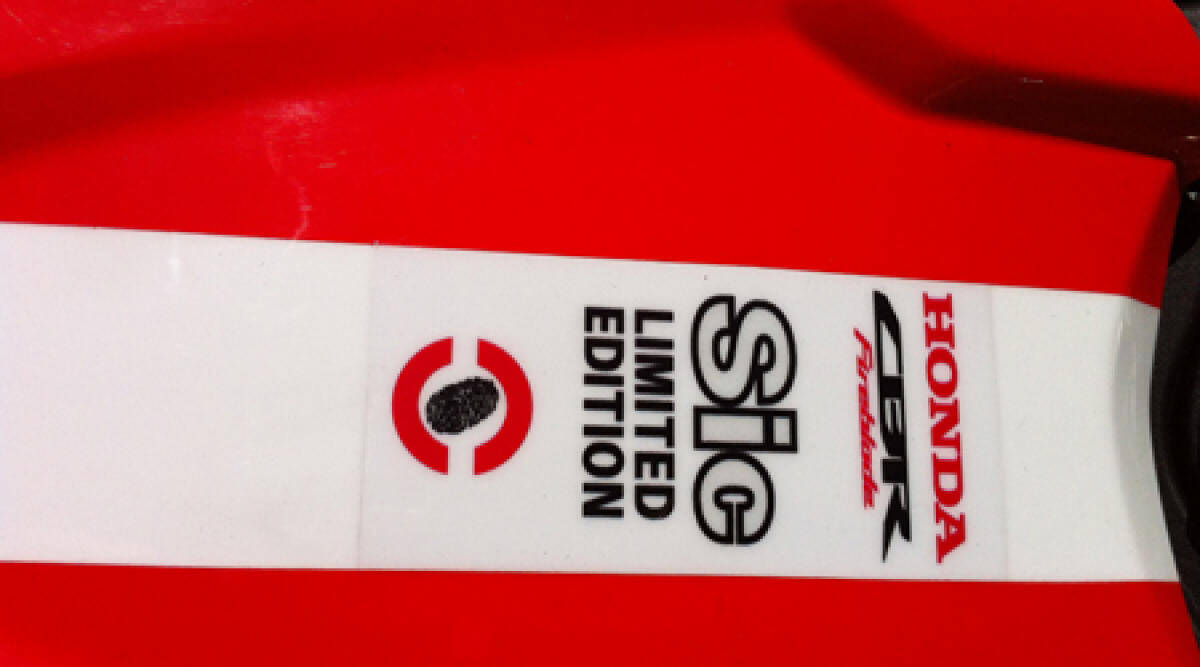 HONDA
CBR
Fireblade
Sic
LIMITED
EDITION